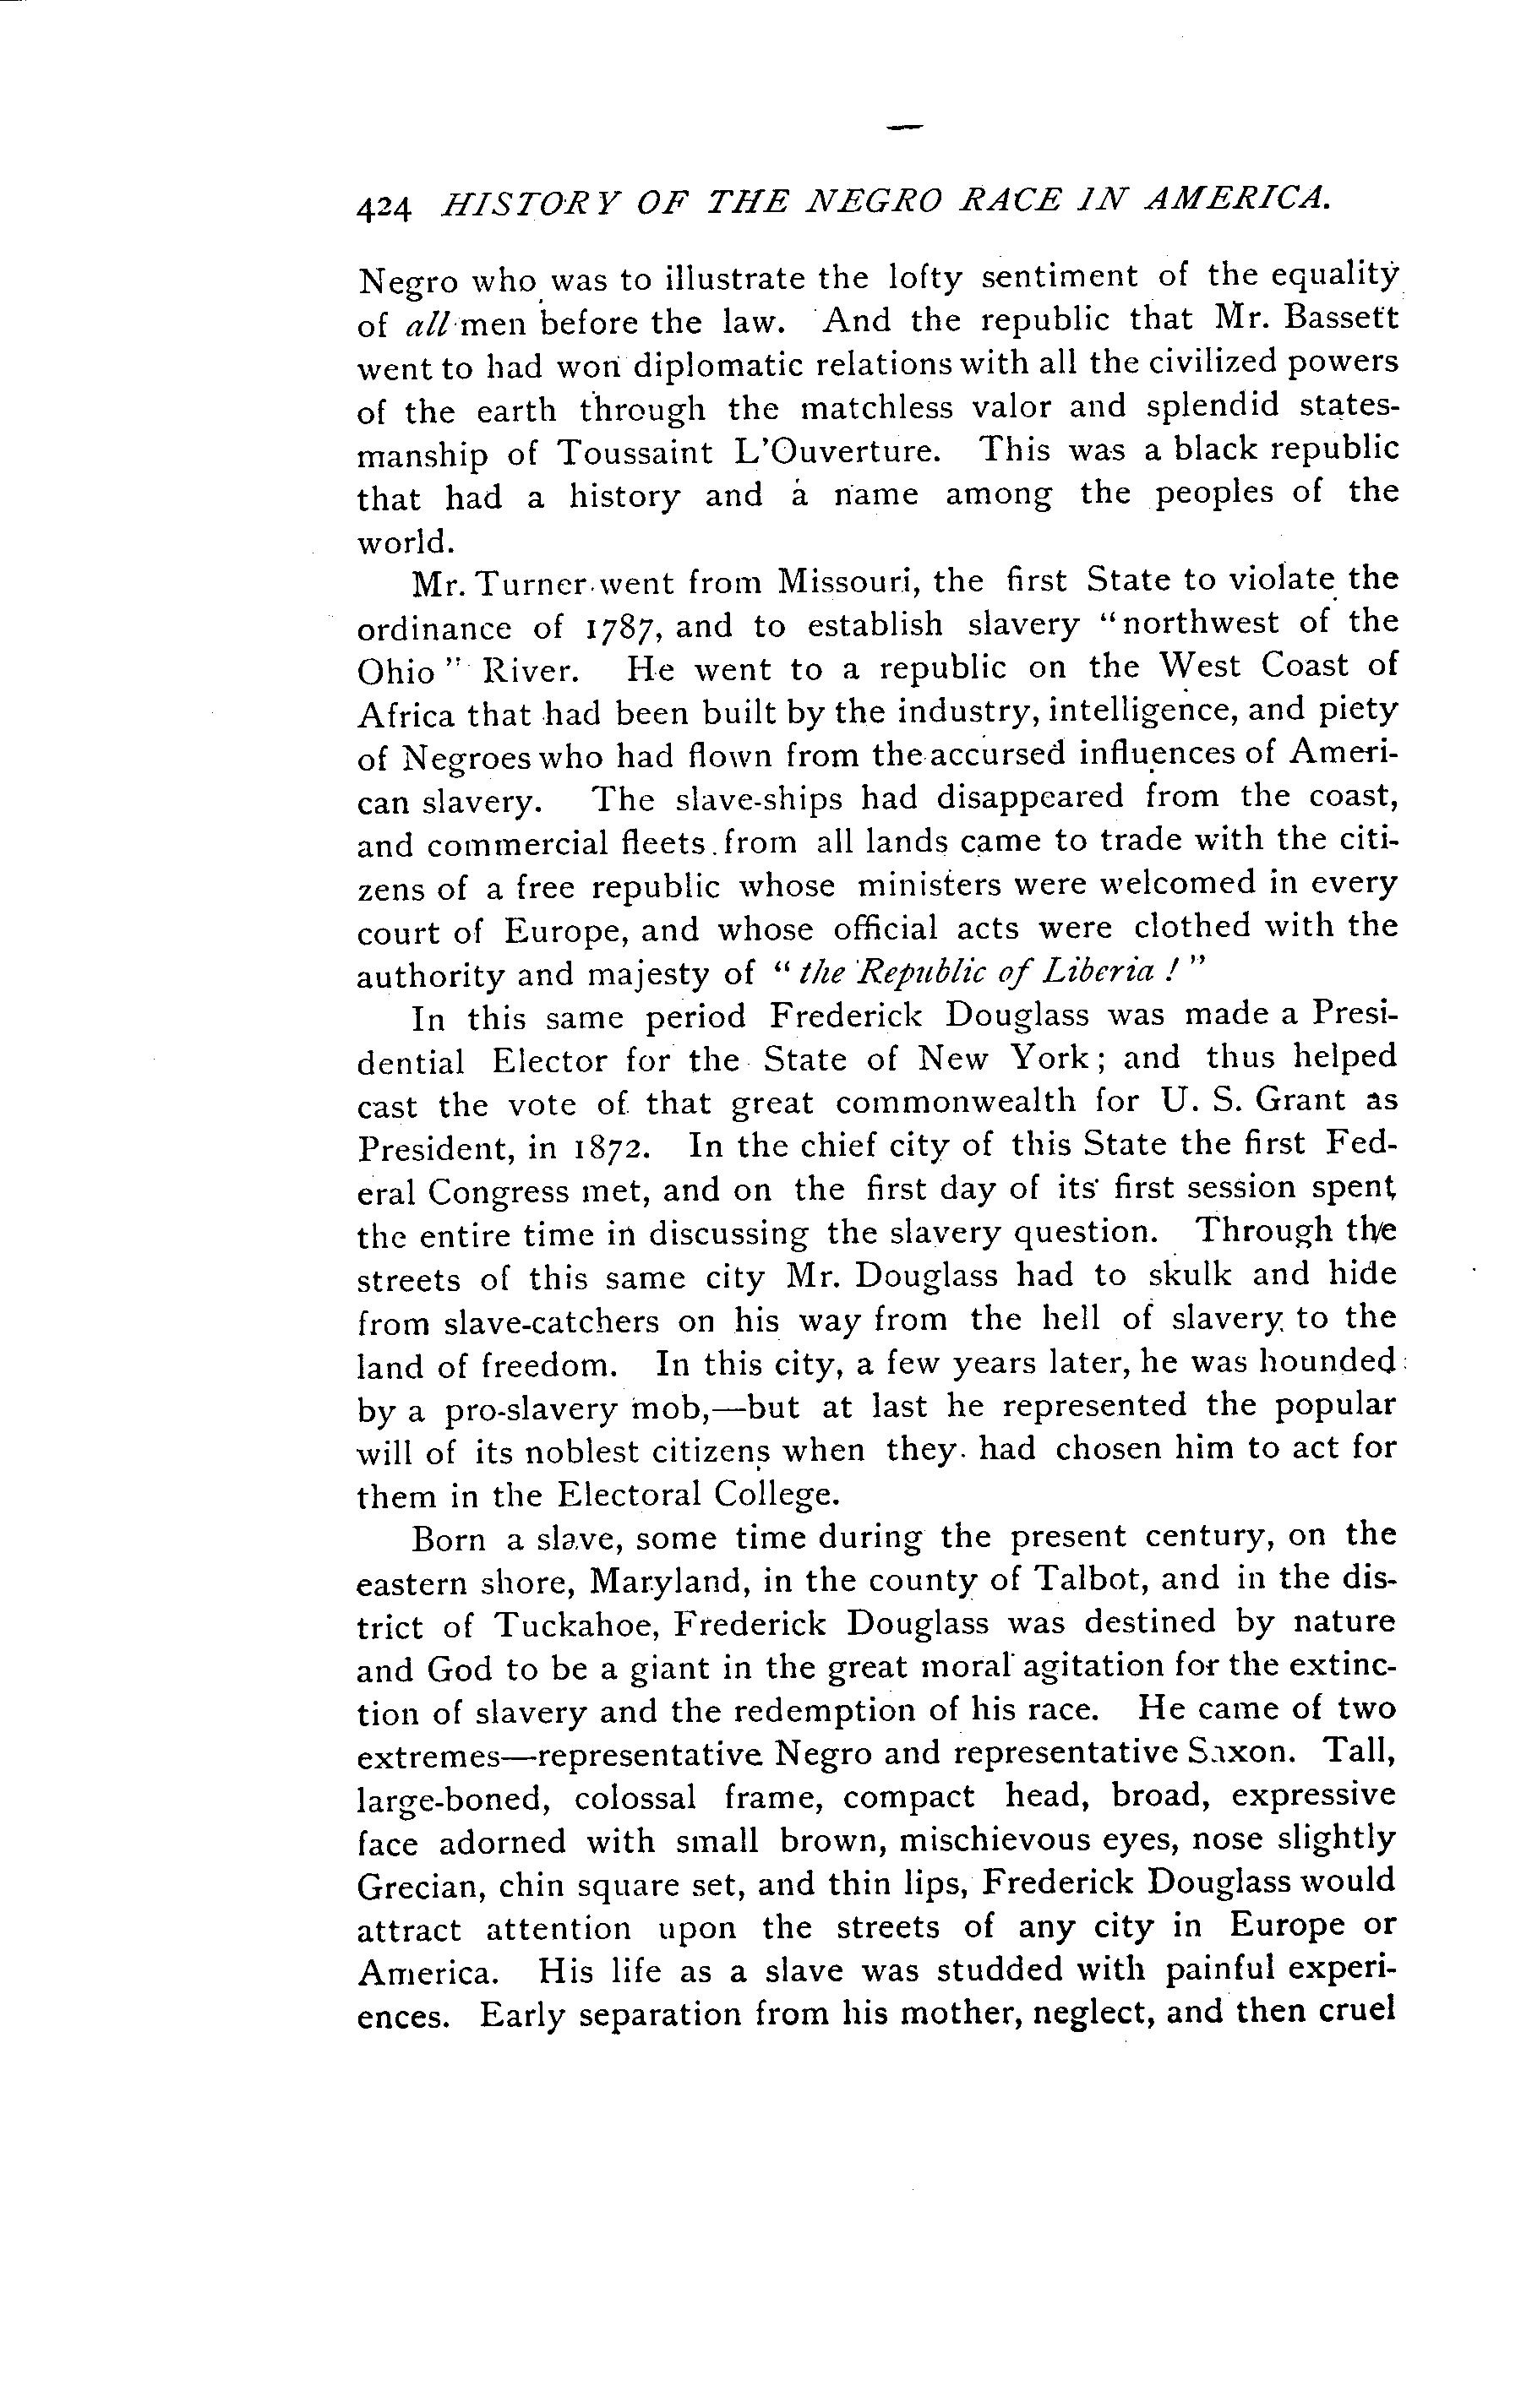 424 HISTORY OF THE NEGRO RACE IN AMERICA.
Negro who was to illustrate the lofty sentiment of the equality
of all men before the law. And the republic that Mr. Bassett
went to had won diplomatic relations with all the civilized powers
of the earth through the matchless valor and splendid states-
manship of Toussaint L'Ouverture. This was a black republic
that had a history and a name among the peoples of the
world.
Mr. Turner went from Missouri, the first State to violate the
ordinance of 1787, and to establish slavery "northwest of the
Ohio" River. He went to a republic on the West Coast of
Africa that had been built by the industry, intelligence, and piety
of Negroes who had flown from the accursed influences of Ameri-
can slavery. The slave-ships had disappeared from the coast,
and commercial fleets from all lands came to trade with the citi-
zens of a free republic whose ministers were welcomed in every
court of Europe, and whose official acts were clothed with the
authority and majesty of "the Republic of Liberia!"
In this same period Frederick Douglass was made a Presi-
dential Elector for the State of New York; and thus helped
cast the vote of that great commonwealth for U. S. Grant as
President, in 1872. In the chief city of this State the first Fed-
eral Congress met, and on the first day of its first session spent
the entire time in discussing the slavery question. Through the
streets of this same city Mr. Douglass had to skulk and hide
from slave-catchers on his way from the hell of slavery to the
land of freedom. In this city, a few years later, he was hounded
by a pro-slavery mob,—but at last he represented the popular
will of its noblest citizens when they had chosen him to act for
them in the Electoral College.
Born a slave, some time during the present century, on the
eastern shore, Maryland, in the county of Talbot, and in the dis-
trict of Tuckahoe, Frederick Douglass was destined by nature
and God to be a giant in the great moral agitation for the extinc-
tion of slavery and the redemption of his race. He came of two
extremes—representative Negro and representative Saxon. Tall,
large-boned, colossal frame, compact head, broad, expressive
face adorned with small brown, mischievous eyes, nose slightly
Grecian, chin square set, and thin lips, Frederick Douglass would
attract attention upon the streets of any city in Europe or
America. His life as a slave was studded with painful experi-
ences. Early separation from his mother, neglect, and then cruel